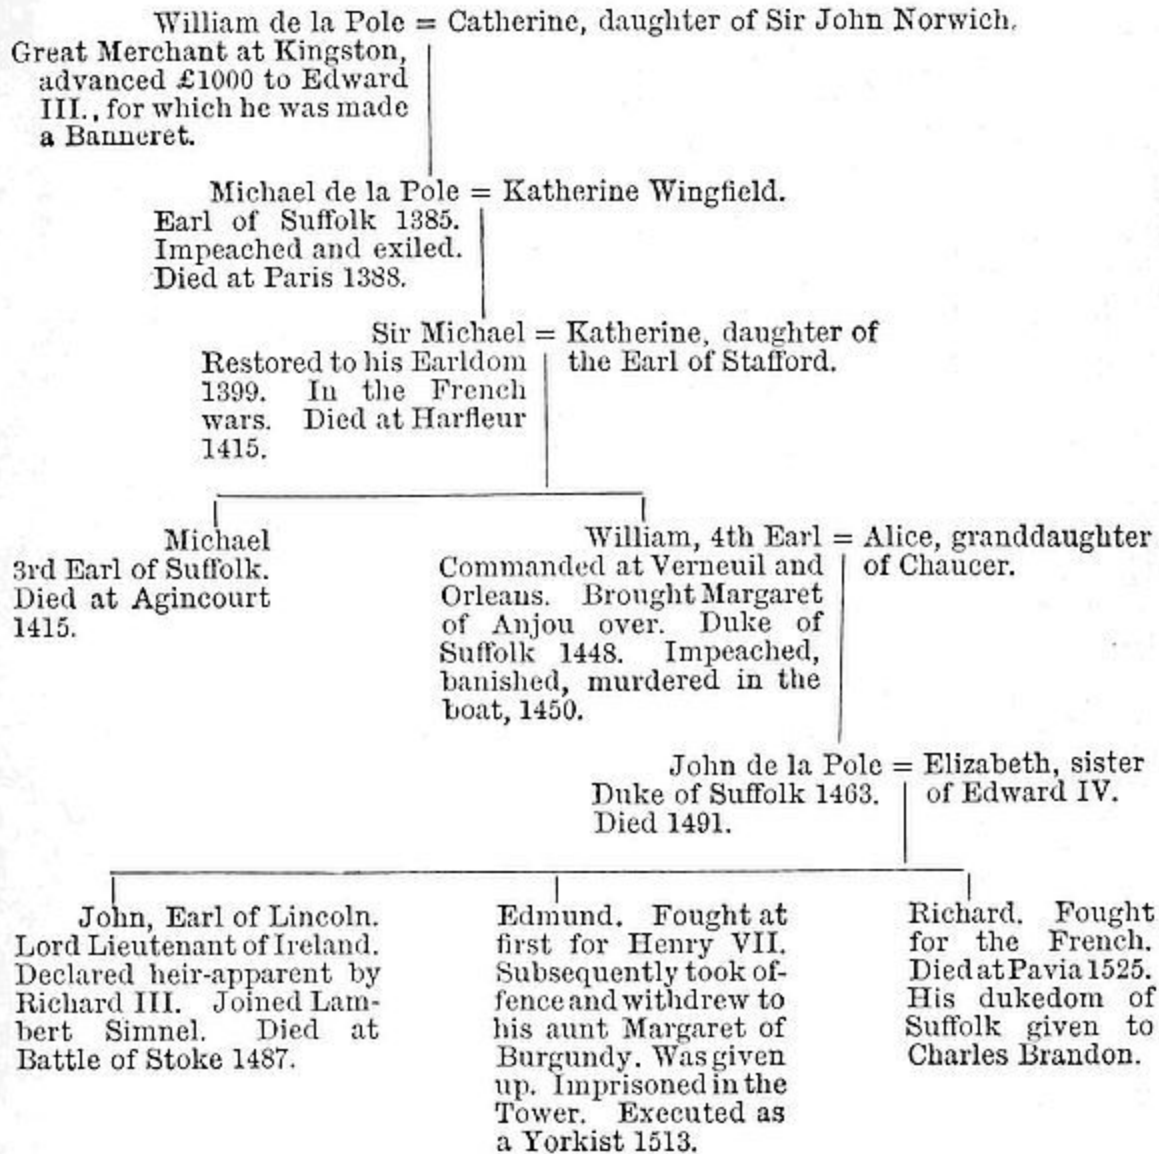 William de la Pole = Catherine, daughter of Sir John Norwich.
Great Merchant at Kingston,
advanced £1000 to Edward
III., for which he was made
a Banneret.
Michael de la Pole = Katherine Wingfield.
Earl of Suffolk 1385.
Impeached and exiled.
Died at Paris 1388.
Sir Michael = Katherine, daughter of
the Earl of Stafford.
Restored to his Earldom
1399. In the French
wars. Died at Harfleur
1415.
Michael
3rd Earl of Suffolk.
Died at Agincourt
1415.
William, 4th Earl = Alice, granddaughter
of Chaucer.
Commanded at Verneuil and
Orleans. Brought Margaret
of Anjou over. Duke of
Suffolk 1448. Impeached,
banished, murdered in the
boat, 1450.
John de la Pole = Elizabeth, sister
of Edward IV.
Duke of Suffolk 1463.
Died 1491.
John, Earl of Lincoln.
Lord Lieutenant of Ireland.
Declared heir-apparent by
Richard III. Joined Lam-
bert Simnel. Died at
Battle of Stoke 1487.
Edmund. Fought at
first for Henry VII.
Subsequently took of-
fence and withdrew to
his aunt Margaret of
Burgundy. Was given
up. Imprisoned in the
Tower. Executed as
a Yorkist 1513.
Richard. Fought
for the French.
Died at Pavia 1525.
His dukedom of
Suffolk given to
Charles Brandon.